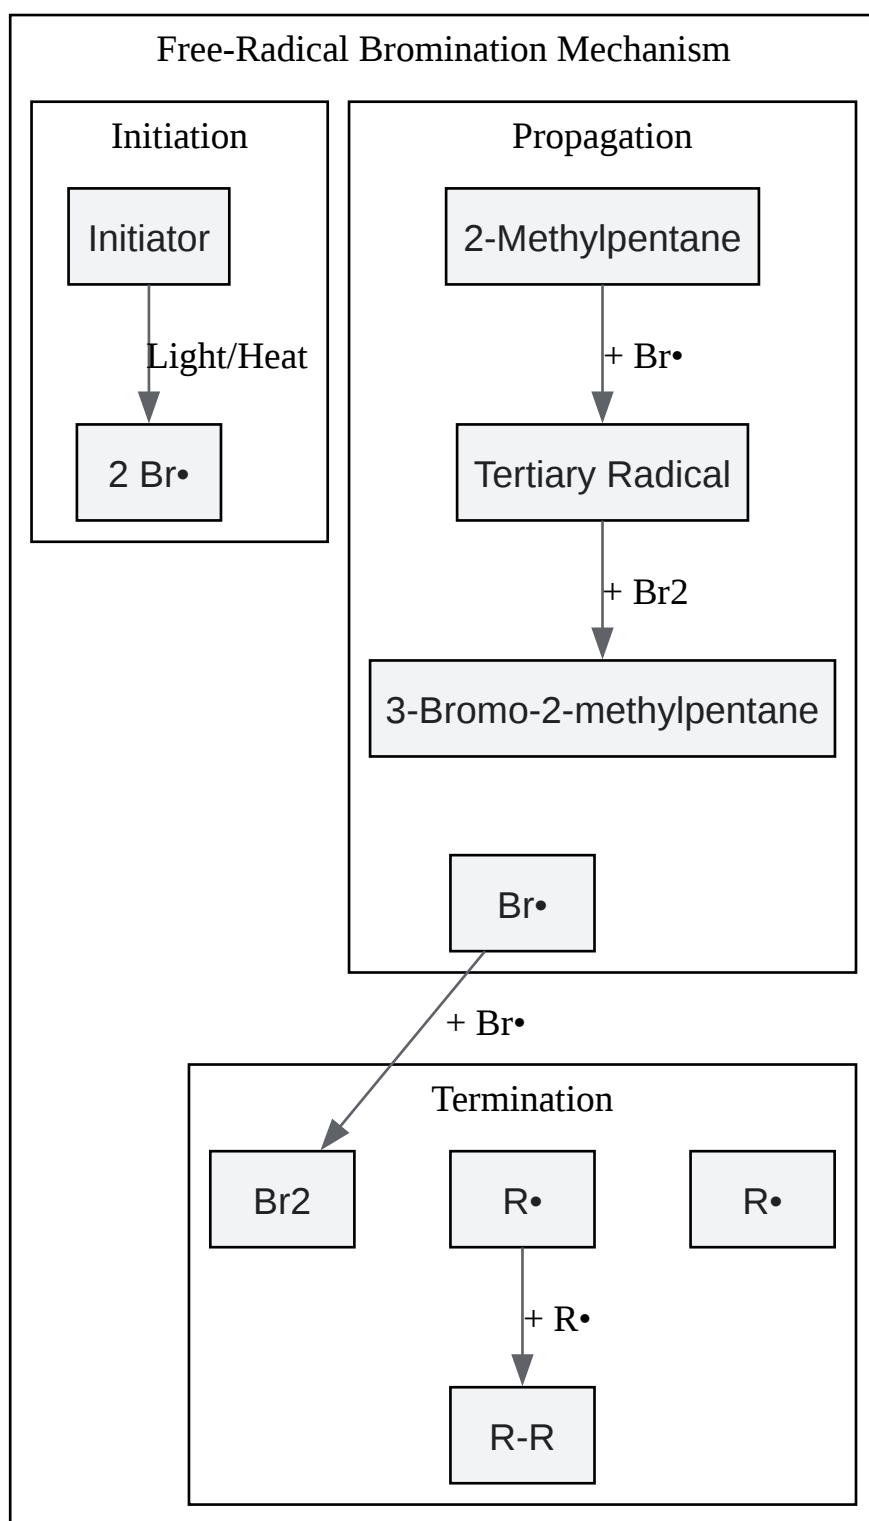 Free-Radical Bromination Mechanism
Initiation
Initiator
Light/Heat
2 Br•
Propagation
2-Methylpentane
+ Br•
Tertiary Radical
+ Br2
3-Bromo-2-methylpentane
Br•
+ Br•
Termination
Br2
R•
R•
+ R•
R-R